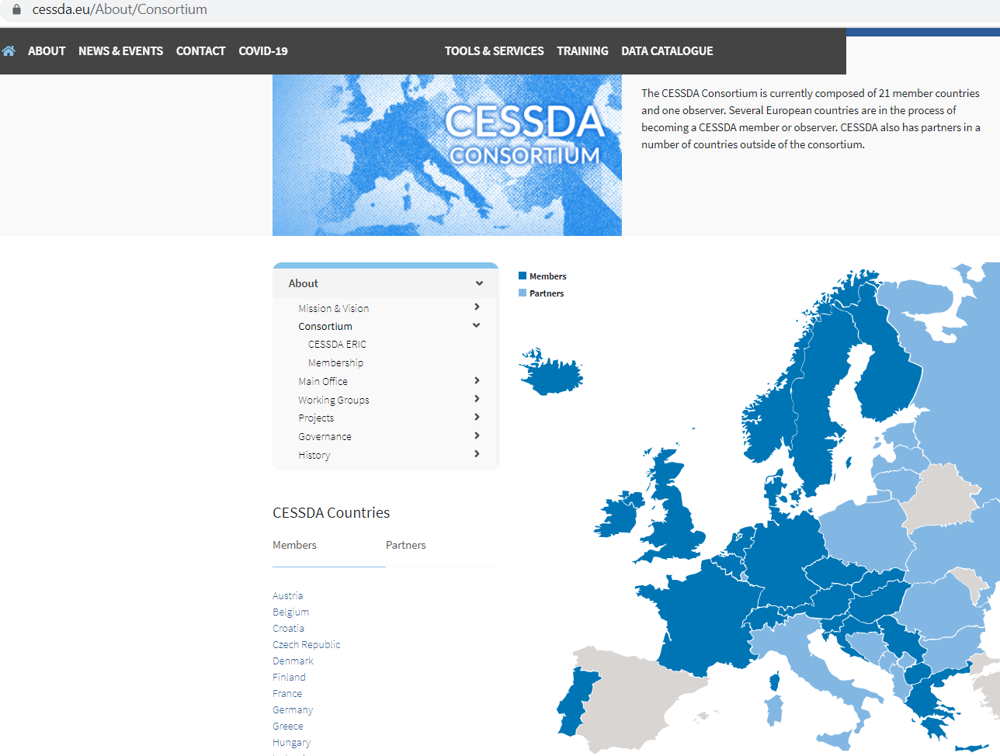 cessda.eu/About/Consortium
ABOUT NEWS & EVENTS CONTACT COVID-19 TOOLS & SERVICES TRAINING DATA CATALOGUE
CESSDA
CONSORTIUM
The CESSDA Consortium is currently composed of 21 member countries
and one observer. Several European countries are in the process of
becoming a CESSDA member or observer. CESSDA also has partners in a
number of countries outside of the consortium.
About
Mission & Vision
Consortium
CESSDA ERIC
Membership
Main Office
Working Groups
Projects
Governance
History
Members
Partners
CESSDA Countries
Members Partners
Austria
Belgium
Croatia
Czech Republic
Denmark
Finland
France
Germany
Greece
Hungary